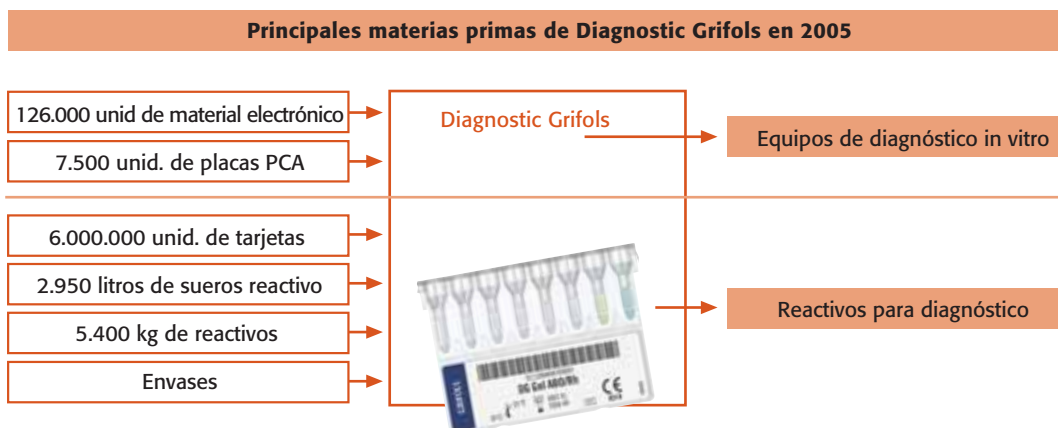 Principales materias primas de Diagnostic Grifols en 2005
126.000 unid de material electrónico
7.500 unid. de placas PCA
Diagnostic Grifols
Equipos de diagnóstico in vitro
6.000.000 unid. de tarjetas
2.950 litros de sueros reactivo
5.400 kg de reactivos
Envases
DG Gel ABO/Rh
CE
GRIFOLS
Reactivos para diagnóstico